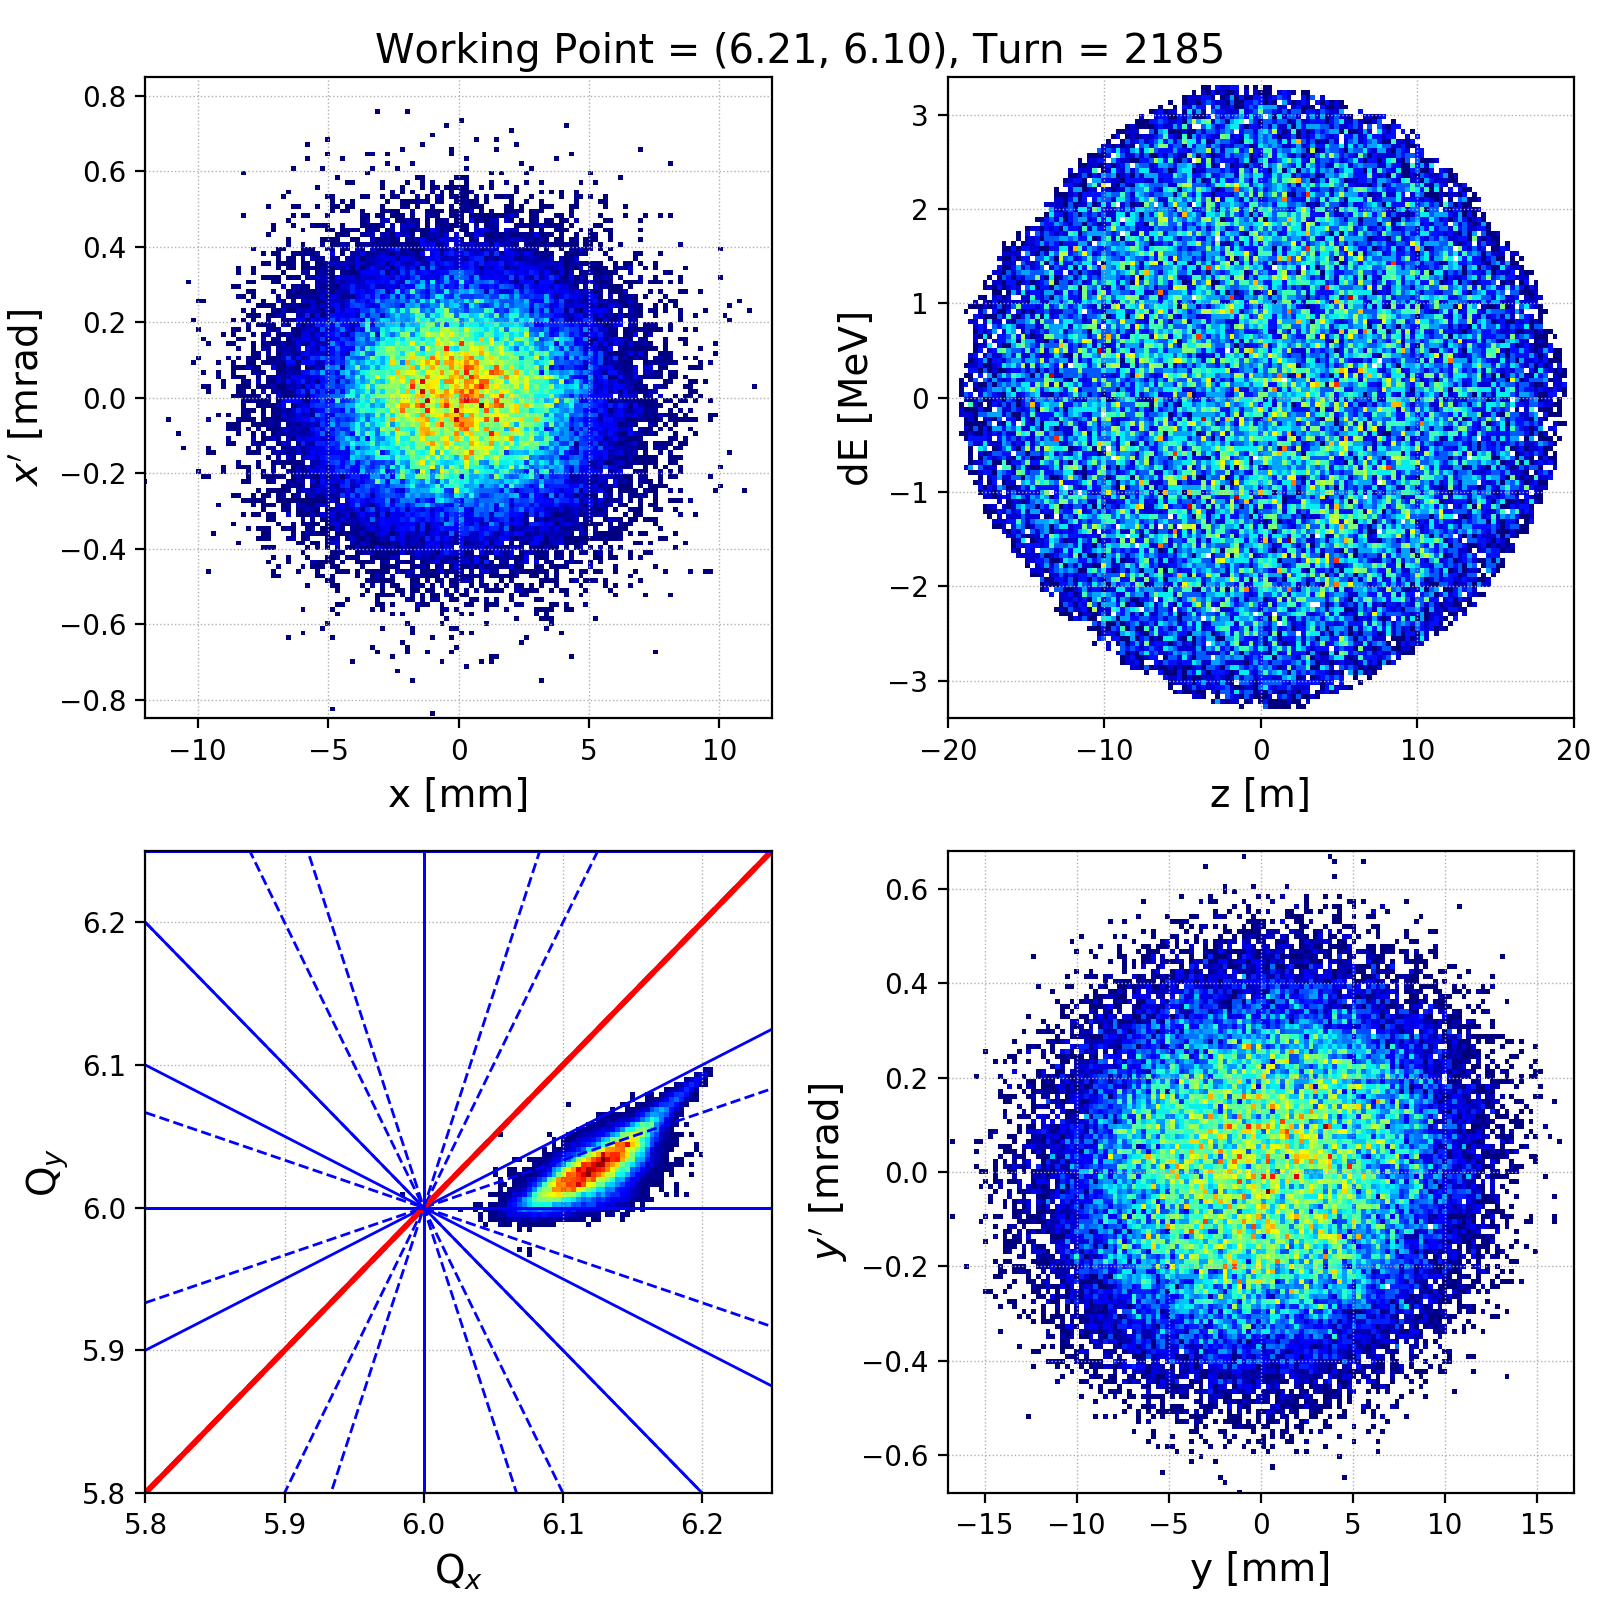 Working Point = (6.21, 6.10), Turn = 2185
0.8
0.6
0.4
0.2
0.0
−0.2
−0.4
−0.6
−0.8
x′ [mrad]
−10 −5 0 5 10
x [mm]
3
2
1
0
−1
−2
−3
dE [MeV]
−20 −10 0 10 20
z [m]
6.2
6.1
6.0
5.9
5.8
Qy
5.8 5.9 6.0 6.1 6.2
Qx
0.6
0.4
0.2
0.0
−0.2
−0.4
−0.6
y′ [mrad]
−15 −10 −5 0 5 10 15
y [mm]